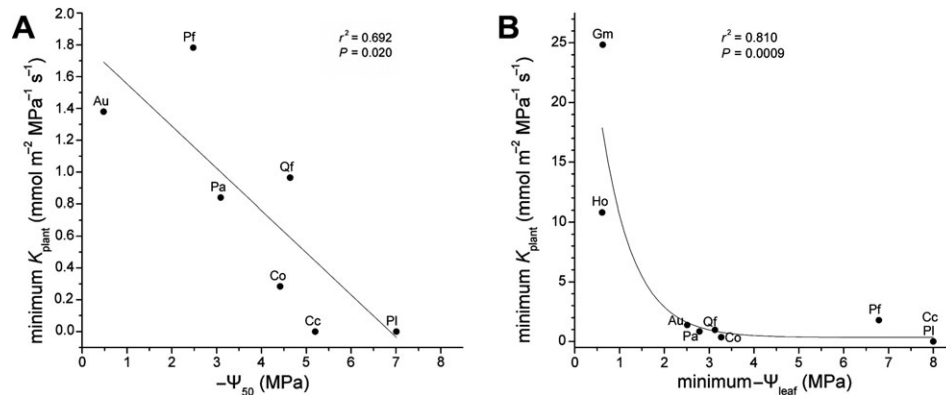 A
r² = 0.692
P = 0.020
minimum K_plant (mmol m⁻² MPa⁻¹ s⁻¹)
2.0
1.8
1.6
1.4
1.2
1.0
0.8
0.6
0.4
0.2
0.0
Pf
Au
Qf
Pa
Co
Cc
Pl
0 1 2 3 4 5 6 7 8
−Ψ₅₀ (MPa)
B
r² = 0.810
P = 0.0009
minimum K_plant (mmol m⁻² MPa⁻¹ s⁻¹)
25
20
15
10
5
0
Gm
Ho
Au
Pa
Qf
Co
Pf
Cc
Pl
0 1 2 3 4 5 6 7 8
minimum−Ψ_leaf (MPa)